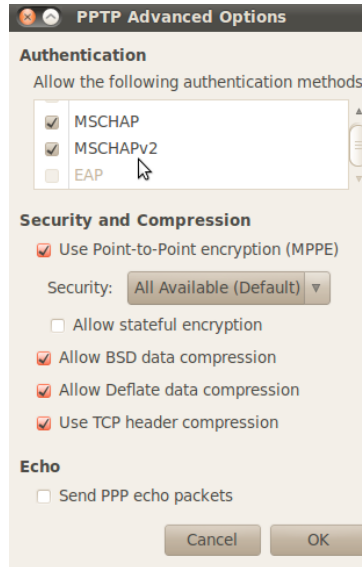 PPTP Advanced Options
Authentication
Allow the following authentication methods
MSCHAP
MSCHAPv2
EAP
Security and Compression
Use Point-to-Point encryption (MPPE)
Security: All Available (Default)
Allow stateful encryption
Allow BSD data compression
Allow Deflate data compression
Use TCP header compression
Echo
Send PPP echo packets
Cancel OK